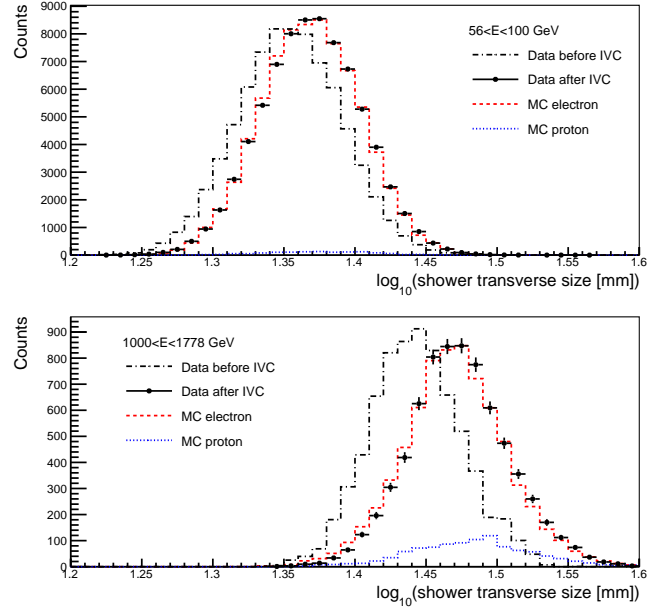 Counts
9000
8000
7000
6000
5000
4000
3000
2000
1000
0
56<E<100 GeV
Data before IVC
Data after IVC
MC electron
MC proton
1.2 1.25 1.3 1.35 1.4 1.45 1.5 1.55 1.6
log10(shower transverse size [mm])
Counts
900
800
700
600
500
400
300
200
100
0
1000<E<1778 GeV
Data before IVC
Data after IVC
MC electron
MC proton
1.2 1.25 1.3 1.35 1.4 1.45 1.5 1.55 1.6
log10(shower transverse size [mm])